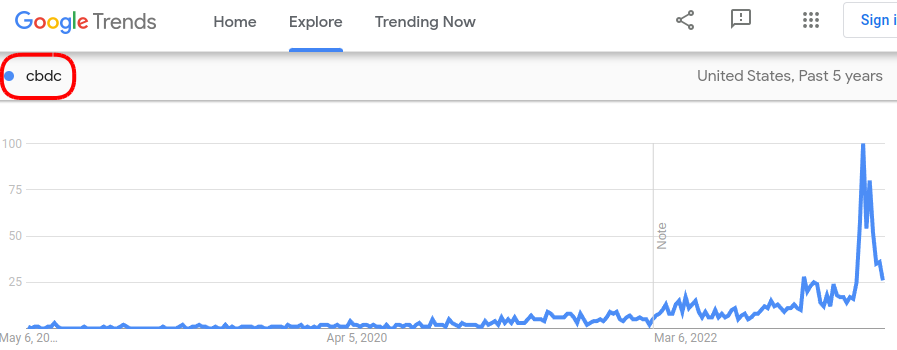 Google Trends Home Explore Trending Now Sign i
cbdc United States, Past 5 years
100
75
50
25
Note
May 6, 20... Apr 5, 2020 Mar 6, 2022